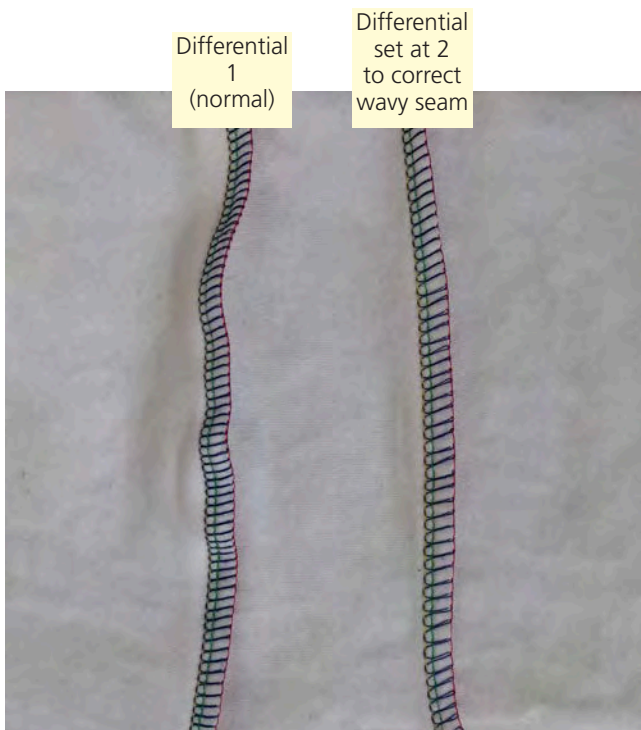 Differential
1
(normal)
Differential
set at 2
to correct
wavy seam